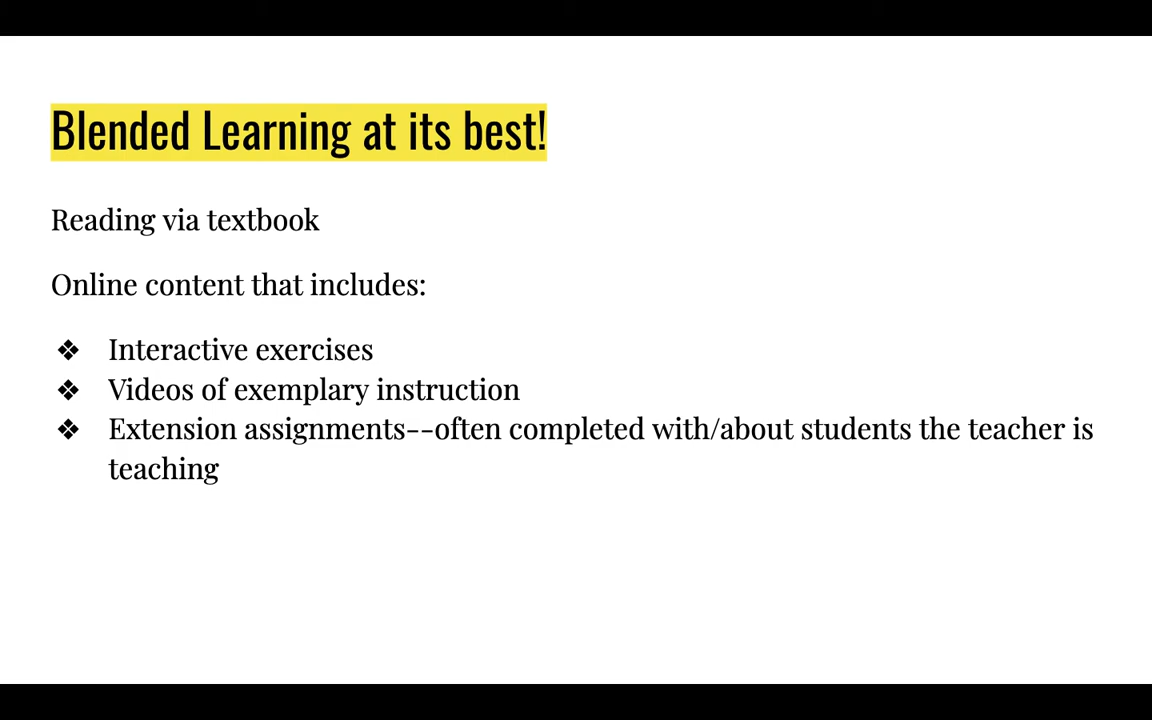 Blended Learning at its best!
Reading via textbook
Online content that includes:
❖ Interactive exercises
❖ Videos of exemplary instruction
❖ Extension assignments--often completed with/about students the teacher is
teaching